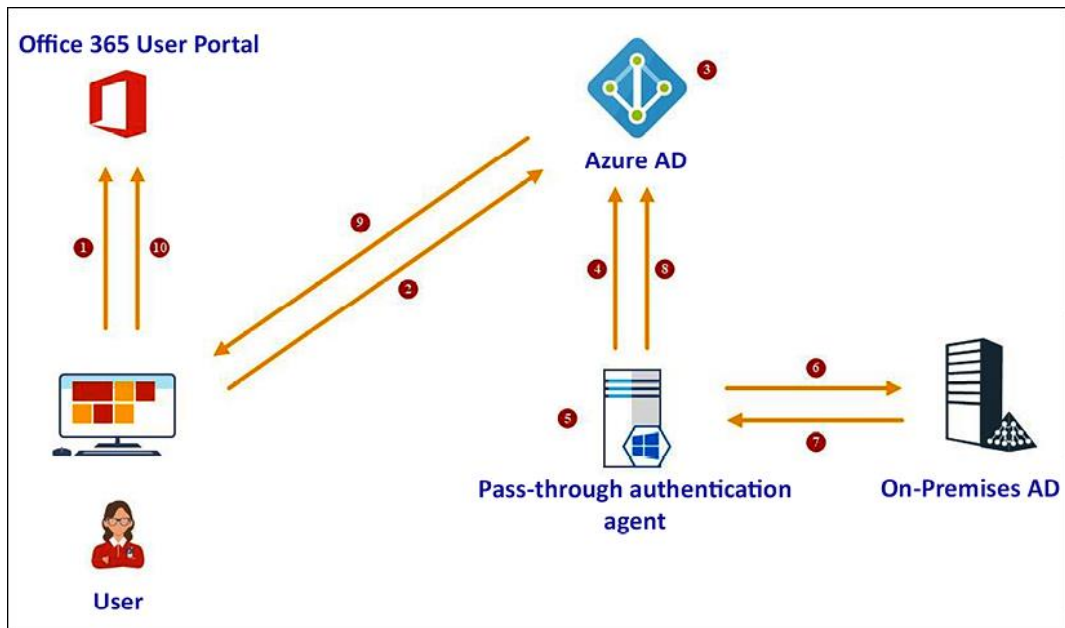 Office 365 User Portal
3
Azure AD
9
1
10
2
4
8
6
5
7
Pass-through authentication
agent
On-Premises AD
User